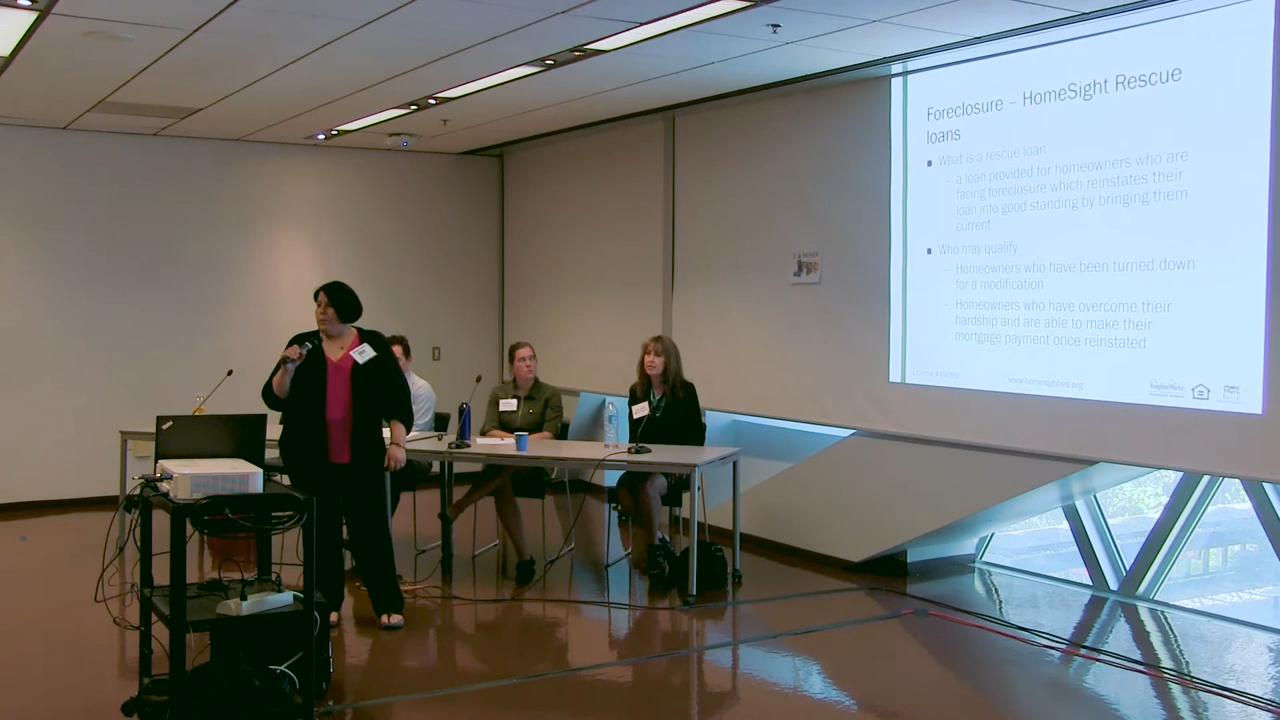 Foreclosure – HomeSight Rescue
loans
What is a rescue loan
– a loan provided for homeowners who are
facing foreclosure which reinstates their
loan into good standing by bringing them
current
Who may qualify
– Homeowners who have been turned down
for a modification
– Homeowners who have overcome their
hardship and are able to make their
mortgage payment once reinstated
www.homesightwa.org